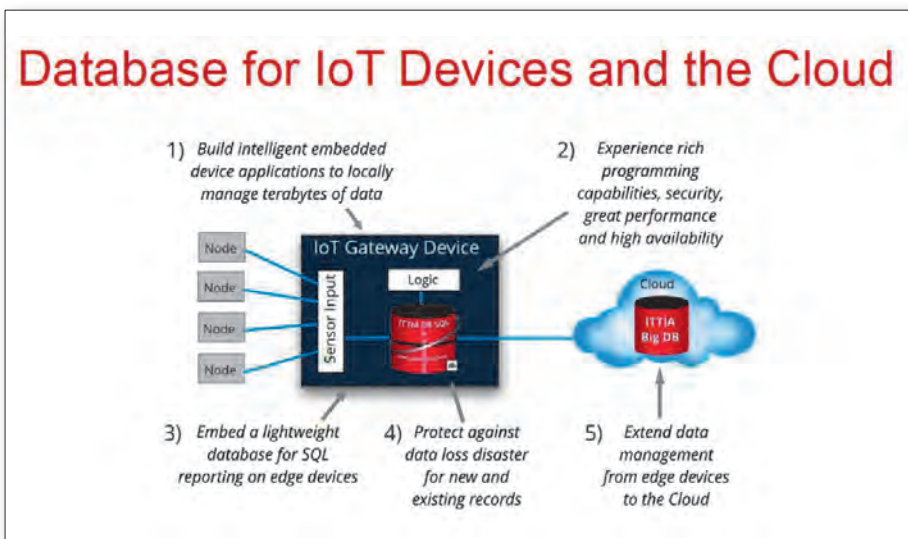 Database for IoT Devices and the Cloud
1) Build intelligent embedded
device applications to locally
manage terabytes of data
2) Experience rich
programming
capabilities, security,
great performance
and high availability
IoT Gateway Device
Node
Node
Node
Node
Sensor Input
Logic
ITTIA DB SQL
Cloud
ITTIA
Big DB
3) Embed a lightweight
database for SQL
reporting on edge devices
4) Protect against
data loss disaster
for new and
existing records
5) Extend data
management
from edge devices
to the Cloud